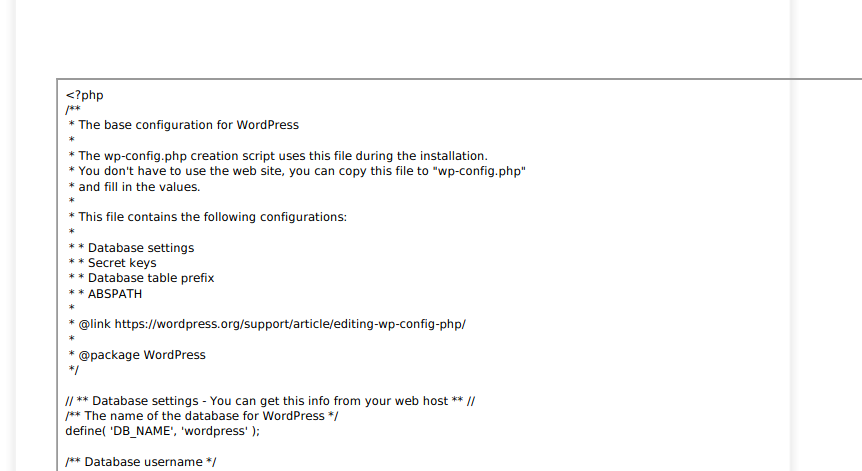 <?php
/**
 * The base configuration for WordPress
 *
 * The wp-config.php creation script uses this file during the installation.
 * You don't have to use the web site, you can copy this file to "wp-config.php"
 * and fill in the values.
 *
 * This file contains the following configurations:
 *
 * * Database settings
 * * Secret keys
 * * Database table prefix
 * * ABSPATH
 *
 * @link https://wordpress.org/support/article/editing-wp-config-php/
 *
 * @package WordPress
 */

// ** Database settings - You can get this info from your web host ** //
/** The name of the database for WordPress */
define( 'DB_NAME', 'wordpress' );

/** Database username */